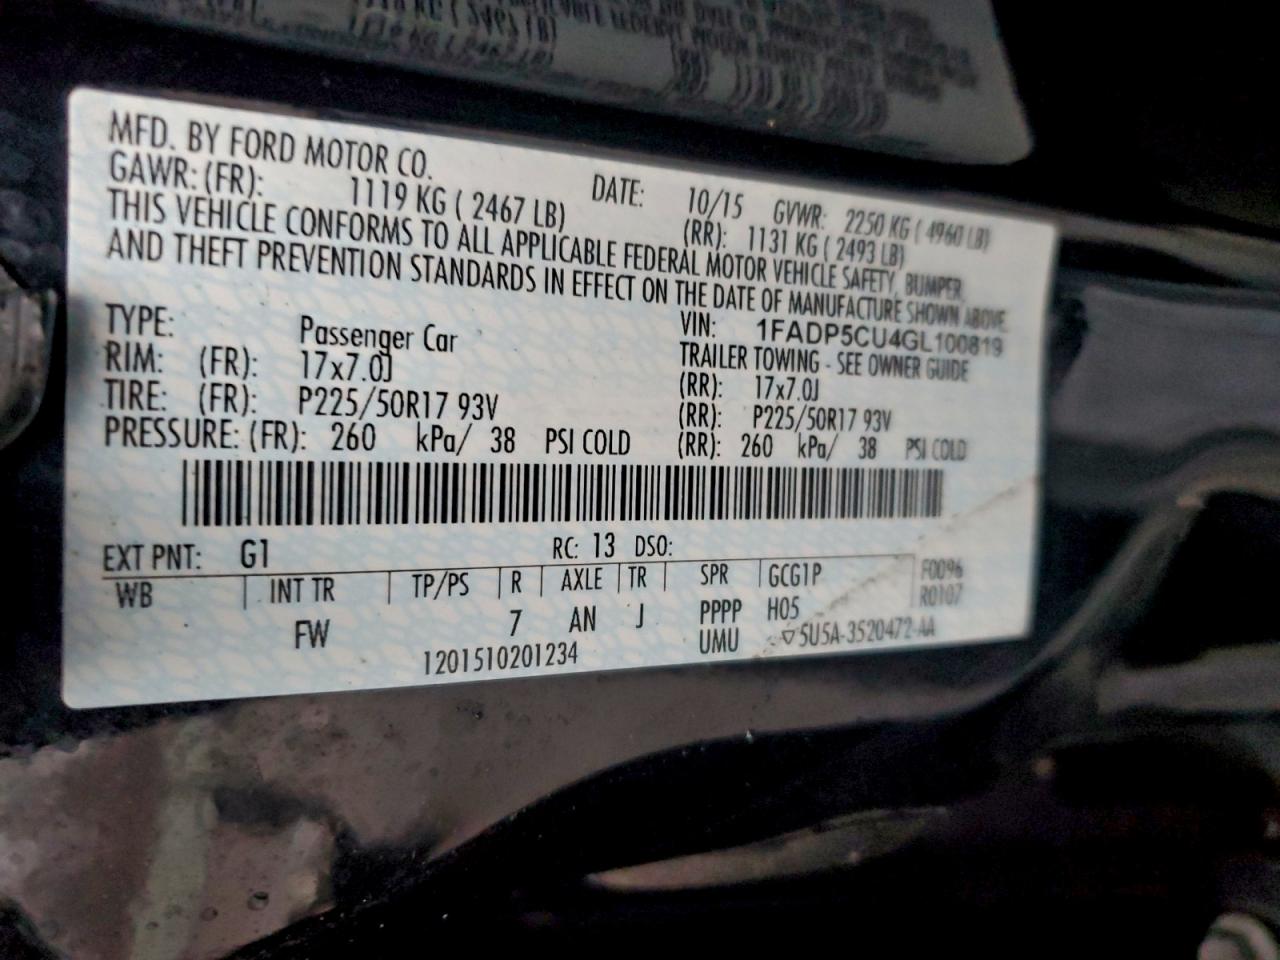 MFD. BY FORD MOTOR CO.
DATE: 10/15 GVWR: 2250 KG ( 4960 LB)
GAWR: (FR): 1119 KG ( 2467 LB) (RR): 1131 KG ( 2493 LB)
THIS VEHICLE CONFORMS TO ALL APPLICABLE FEDERAL MOTOR VEHICLE SAFETY, BUMPER,
AND THEFT PREVENTION STANDARDS IN EFFECT ON THE DATE OF MANUFACTURE SHOWN ABOVE.
VIN: 1FADP5CU4GL100819
TYPE: Passenger Car TRAILER TOWING - SEE OWNER GUIDE
RIM: (FR): 17x7.0J (RR): 17x7.0J
TIRE: (FR): P225/50R17 93V (RR): P225/50R17 93V
PRESSURE: (FR): 260 kPa/ 38 PSI COLD (RR): 260 kPa/ 38 PSI COLD
EXT PNT: G1 RC: 13 DSO:
WB INT TR TP/PS R AXLE TR SPR GCG1P F0096
FW 7 AN J PPPP H05 R0107
1201510201234 UMU ▽5U5A-3520472-AA